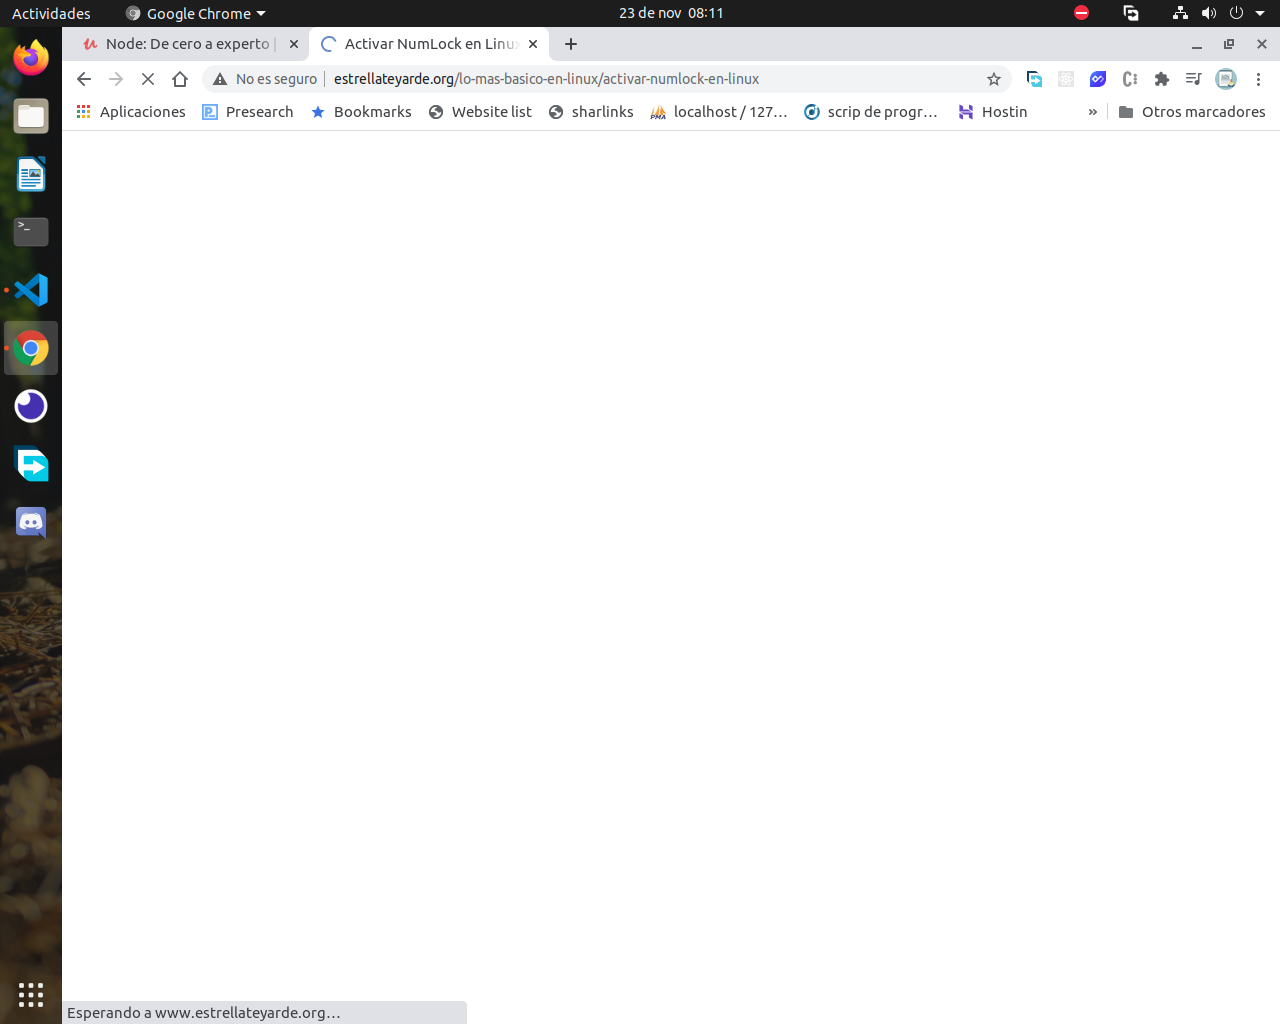 Actividades
Google Chrome
23 de nov 08:11
Node: De cero a experto |
Activar NumLock en Linux
No es seguro
estrellateyarde.org/lo-mas-basico-en-linux/activar-numlock-en-linux
Aplicaciones
Presearch
Bookmarks
Website list
sharlinks
PMA
localhost / 127…
scrip de progr…
Hostin
»
Otros marcadores
>_
Esperando a www.estrellateyarde.org…